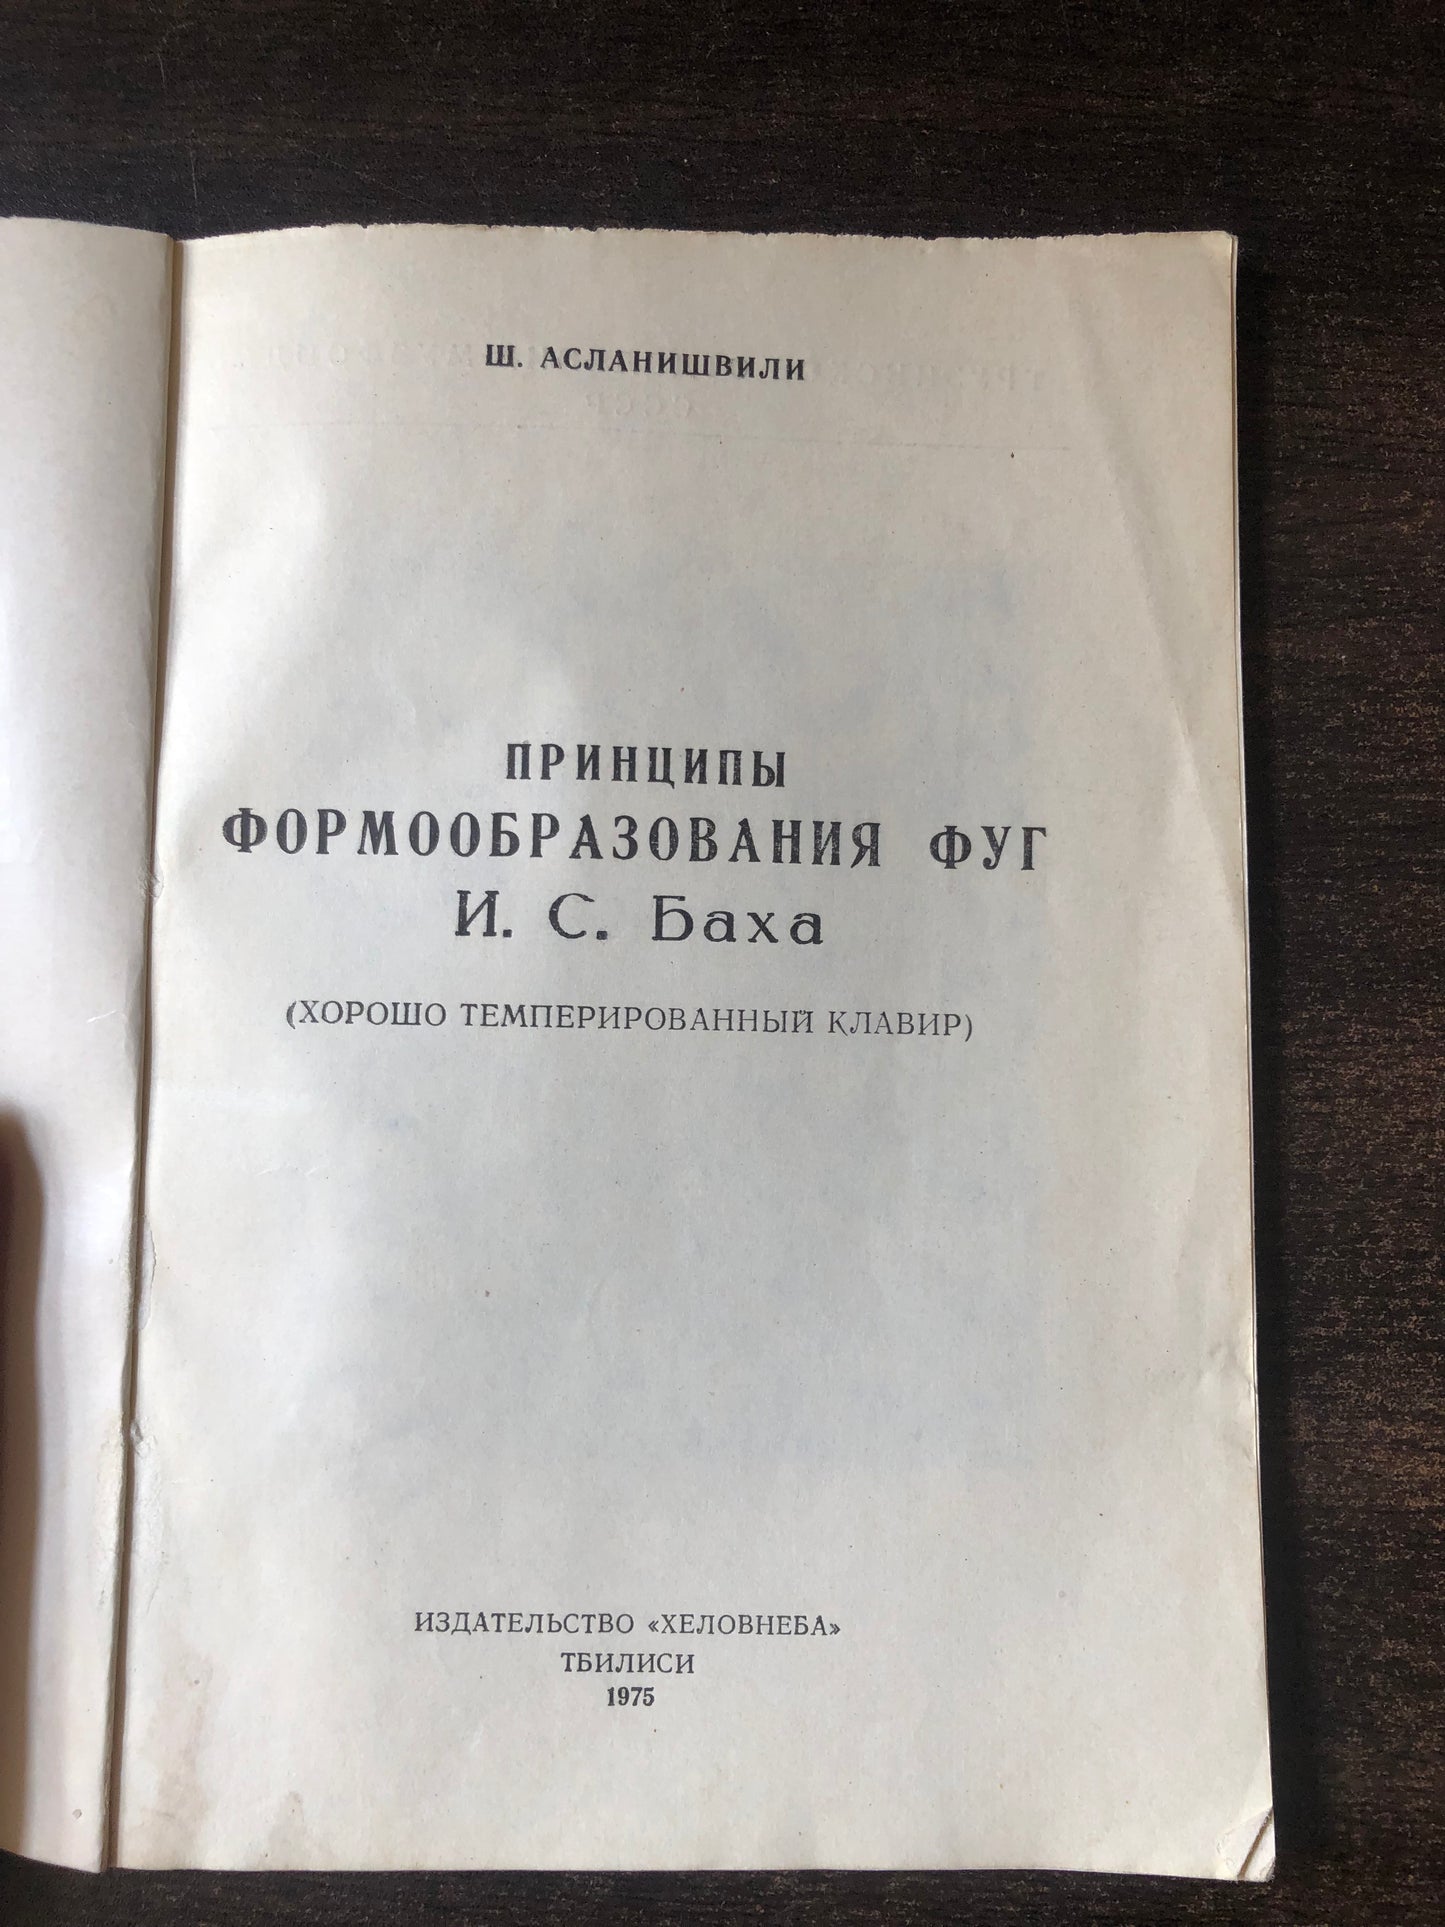 Ш. АСЛАНИШВИЛИ
ПРИНЦИПЫ
ФОРМООБРАЗОВАНИЯ ФУГ
И. С. Баха
(ХОРОШО ТЕМПЕРИРОВАННЫЙ КЛАВИР)
ИЗДАТЕЛЬСТВО «ХЕЛОВНЕБА»
ТБИЛИСИ
1975